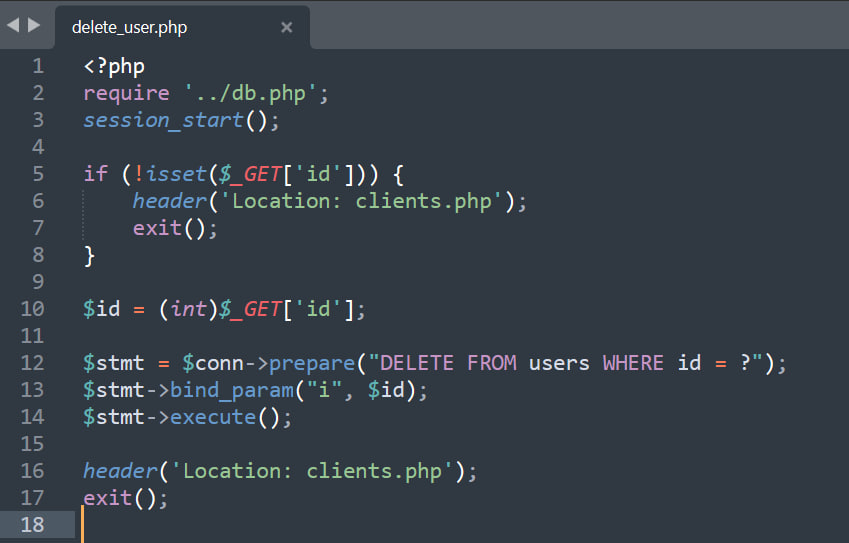 delete_user.php ×
1 <?php
2 require '../db.php';
3 session_start();
4
5 if (!isset($_GET['id'])) {
6     header('Location: clients.php');
7     exit();
8 }
9
10 $id = (int)$_GET['id'];
11
12 $stmt = $conn->prepare("DELETE FROM users WHERE id = ?");
13 $stmt->bind_param("i", $id);
14 $stmt->execute();
15
16 header('Location: clients.php');
17 exit();
18